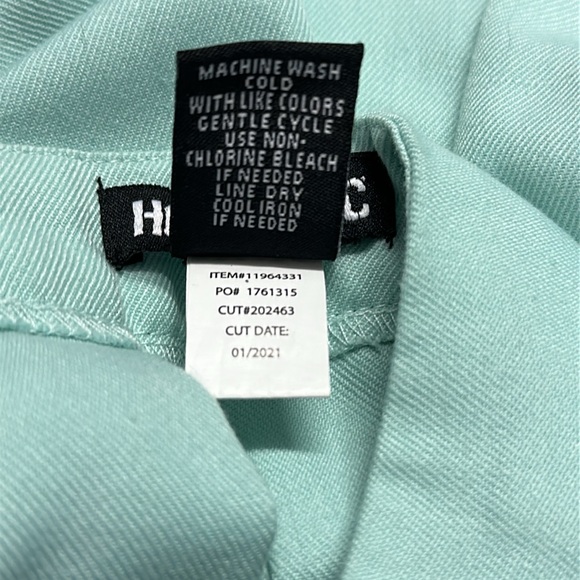 MACHINE WASH
COLD
WITH LIKE COLORS
GENTLE CYCLE
USE NON-
CHLORINE BLEACH
IF NEEDED
LINE DRY
COOL IRON
IF NEEDED
ITEM#11964331
PO# 1761315
CUT#202463
CUT DATE:
01/2021